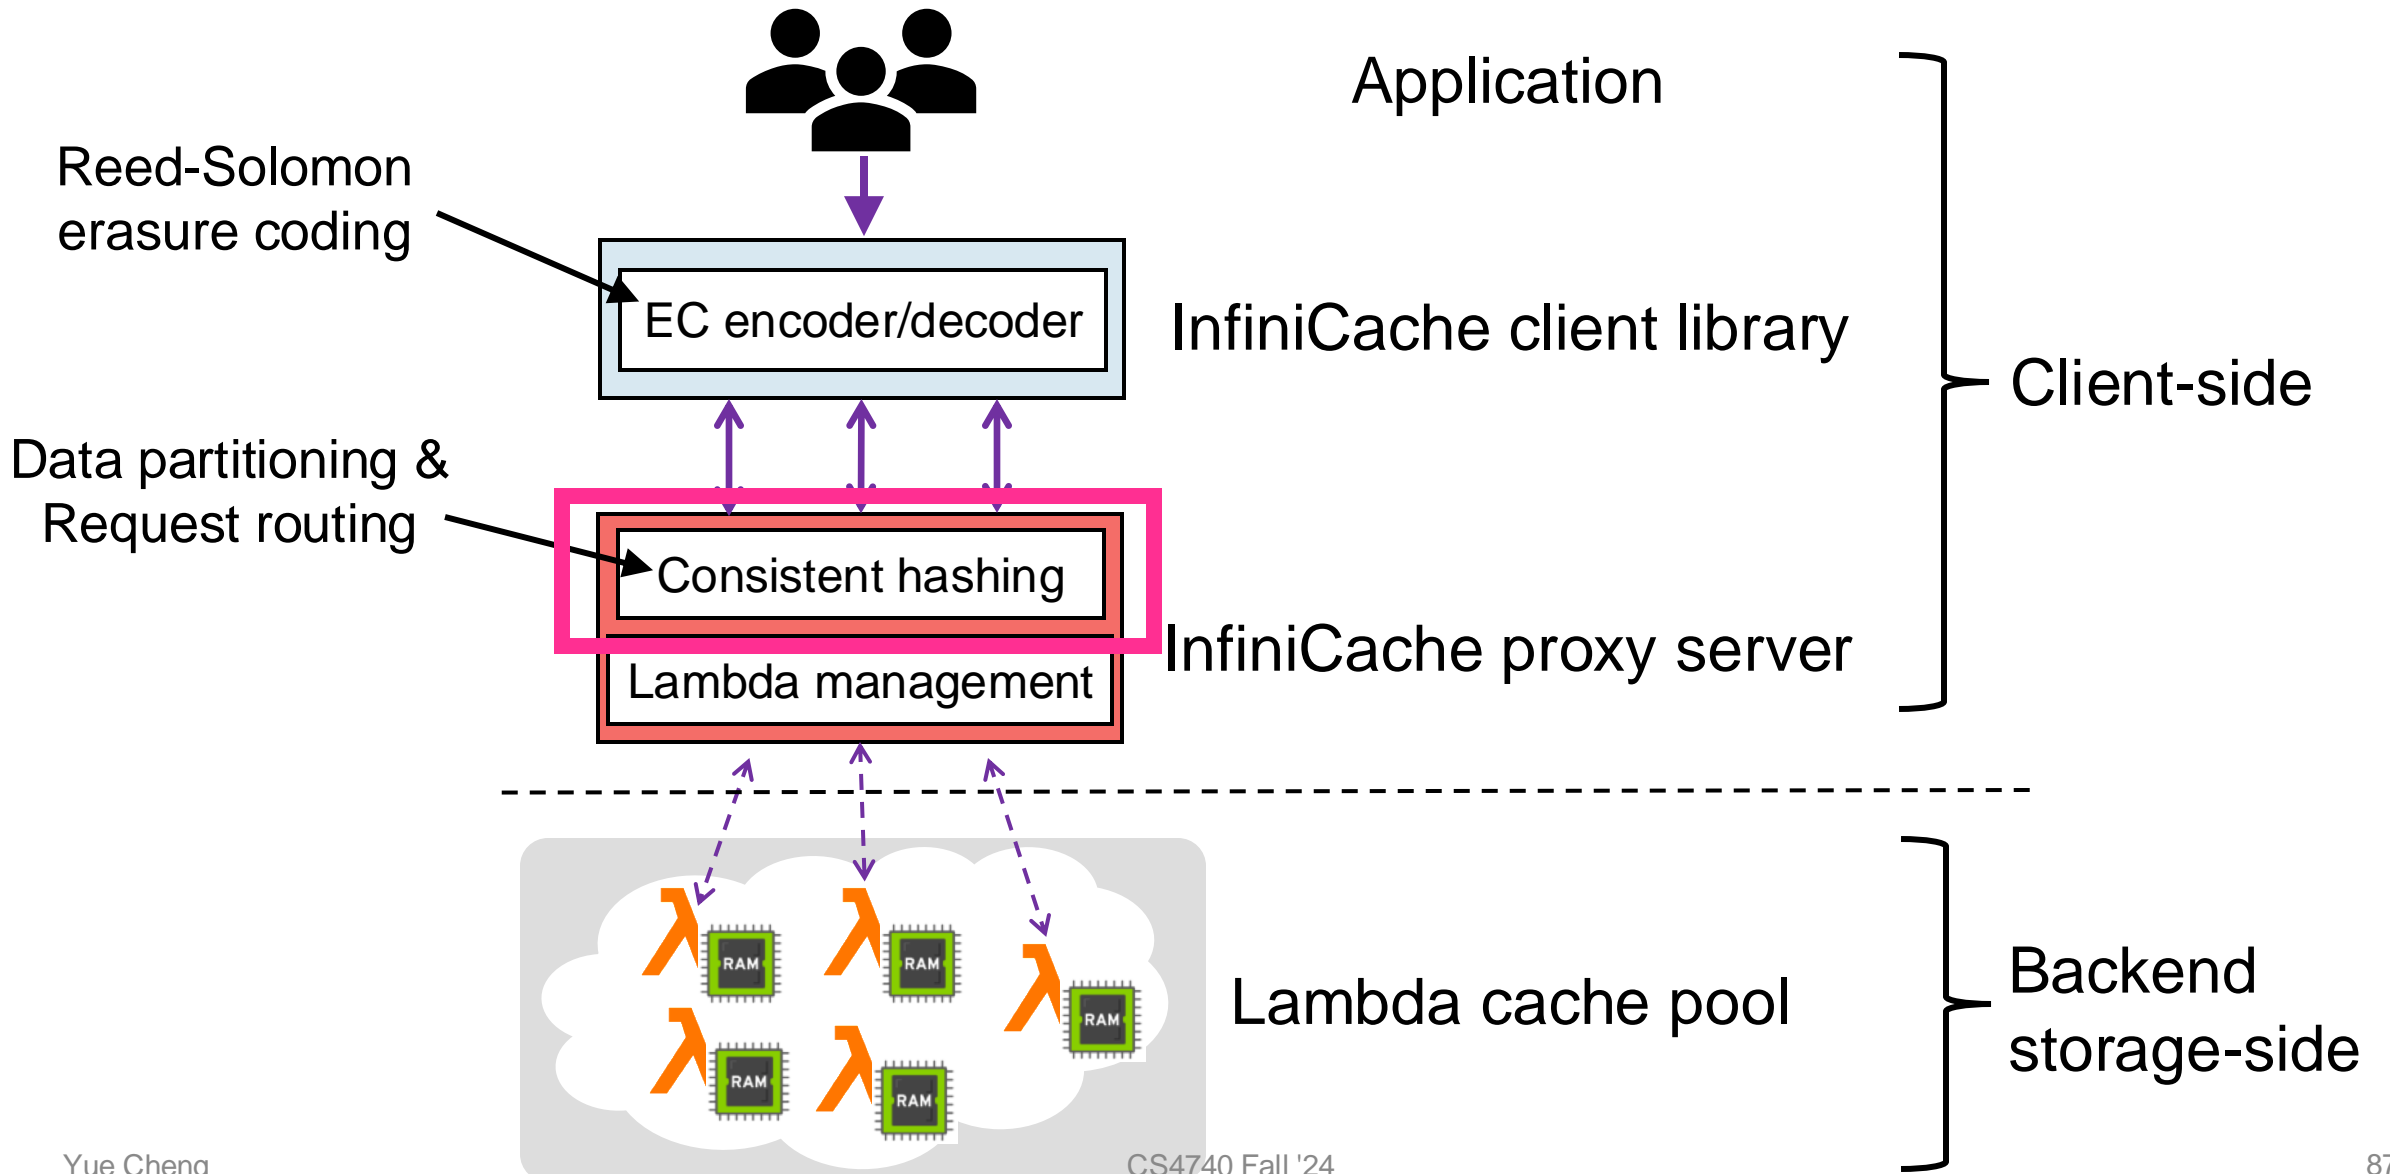 Application
Reed-Solomon
erasure coding
EC encoder/decoder
InfiniCache client library
Client-side
Data partitioning &
Request routing
Consistent hashing
InfiniCache proxy server
Lambda management
RAM
RAM
RAM
RAM
RAM
Lambda cache pool
Backend
storage-side
Yue Cheng
CS4740 Fall '24
87